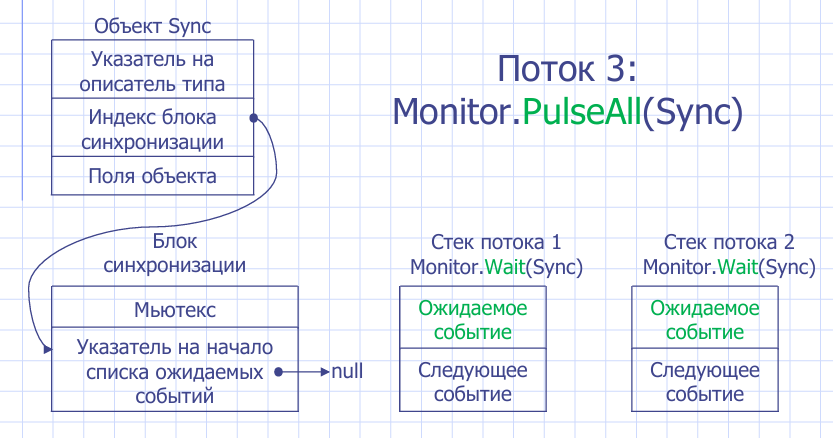 Объект Sync
Указатель на
описатель типа
Индекс блока
синхронизации
Поля объекта
Поток 3:
Monitor.PulseAll(Sync)
Блок
синхронизации
Мьютекс
Указатель на начало
списка ожидаемых
событий
null
Стек потока 1
Monitor.Wait(Sync)
Ожидаемое
событие
Следующее
событие
Стек потока 2
Monitor.Wait(Sync)
Ожидаемое
событие
Следующее
событие